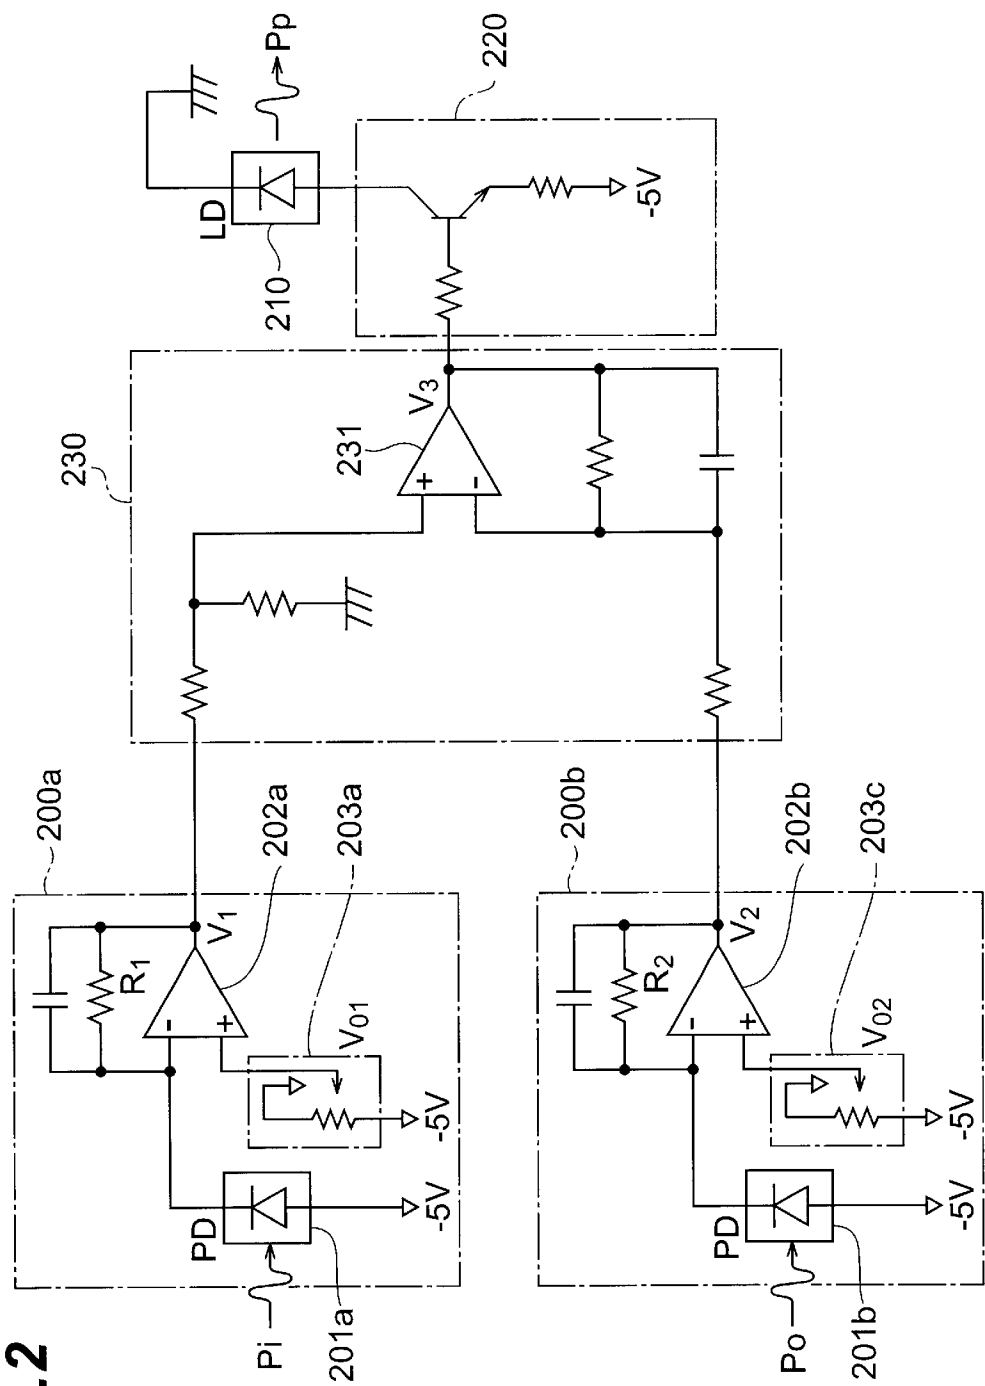 .2
200a
PD
Pi
201a
-5V
-5V
V01
R1
V1
202a
203a
200b
PD
Po
201b
-5V
-5V
V02
R2
V2
202b
203c
230
231
V3
+
-
-
+
-
+
LD
210
Pp
220
-5V